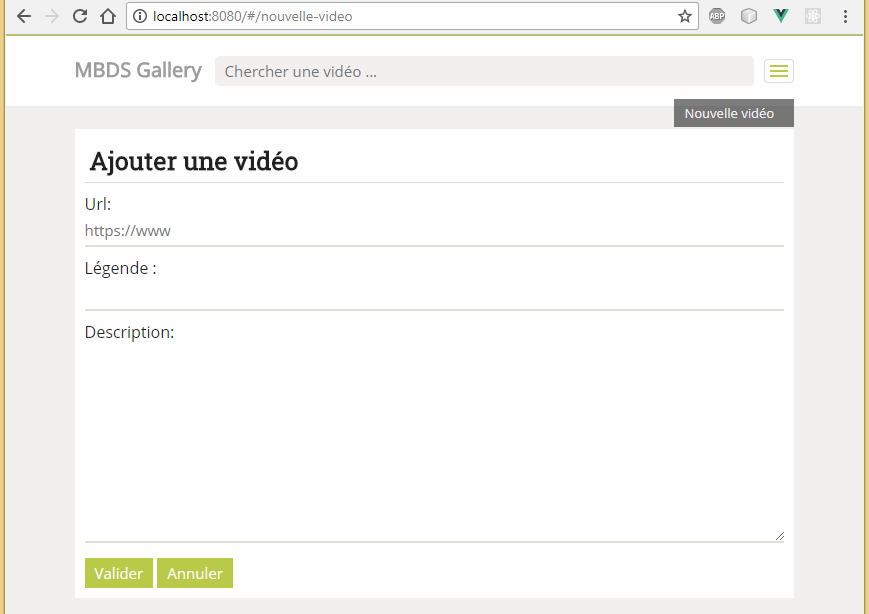 localhost:8080/#/nouvelle-video
ABP
MBDS Gallery
Chercher une vidéo ...
Nouvelle vidéo
Ajouter une vidéo
Url:
https://www
Légende :
Description:
Valider Annuler